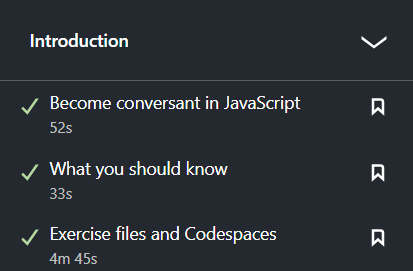 Introduction
Become conversant in JavaScript
52s
What you should know
33s
Exercise files and Codespaces
4m 45s